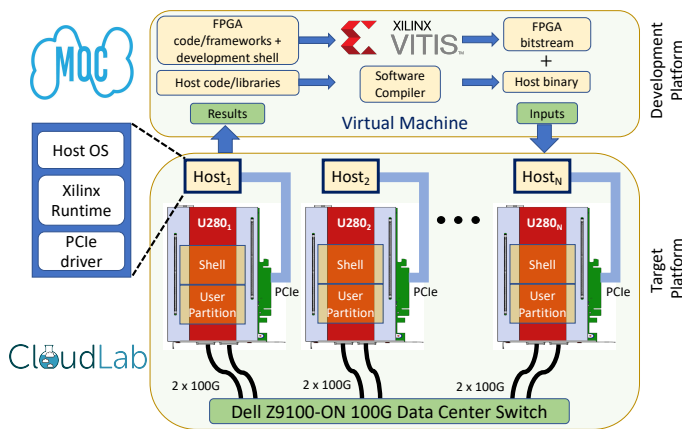 MOC
FPGA
code/frameworks +
development shell
XILINX
VITIS™
FPGA
bitstream
+
Host code/libraries
Software
Compiler
Host binary
Results
Virtual Machine
Inputs
Development
Platform
Host OS
Xilinx
Runtime
PCIe
driver
Host1
Host2
HostN
U2801
U2802
U280N
Shell
User
Partition
PCIe
Shell
User
Partition
PCIe
Shell
User
Partition
PCIe
Target
Platform
CloudLab
2 x 100G
2 x 100G
2 x 100G
Dell Z9100-ON 100G Data Center Switch